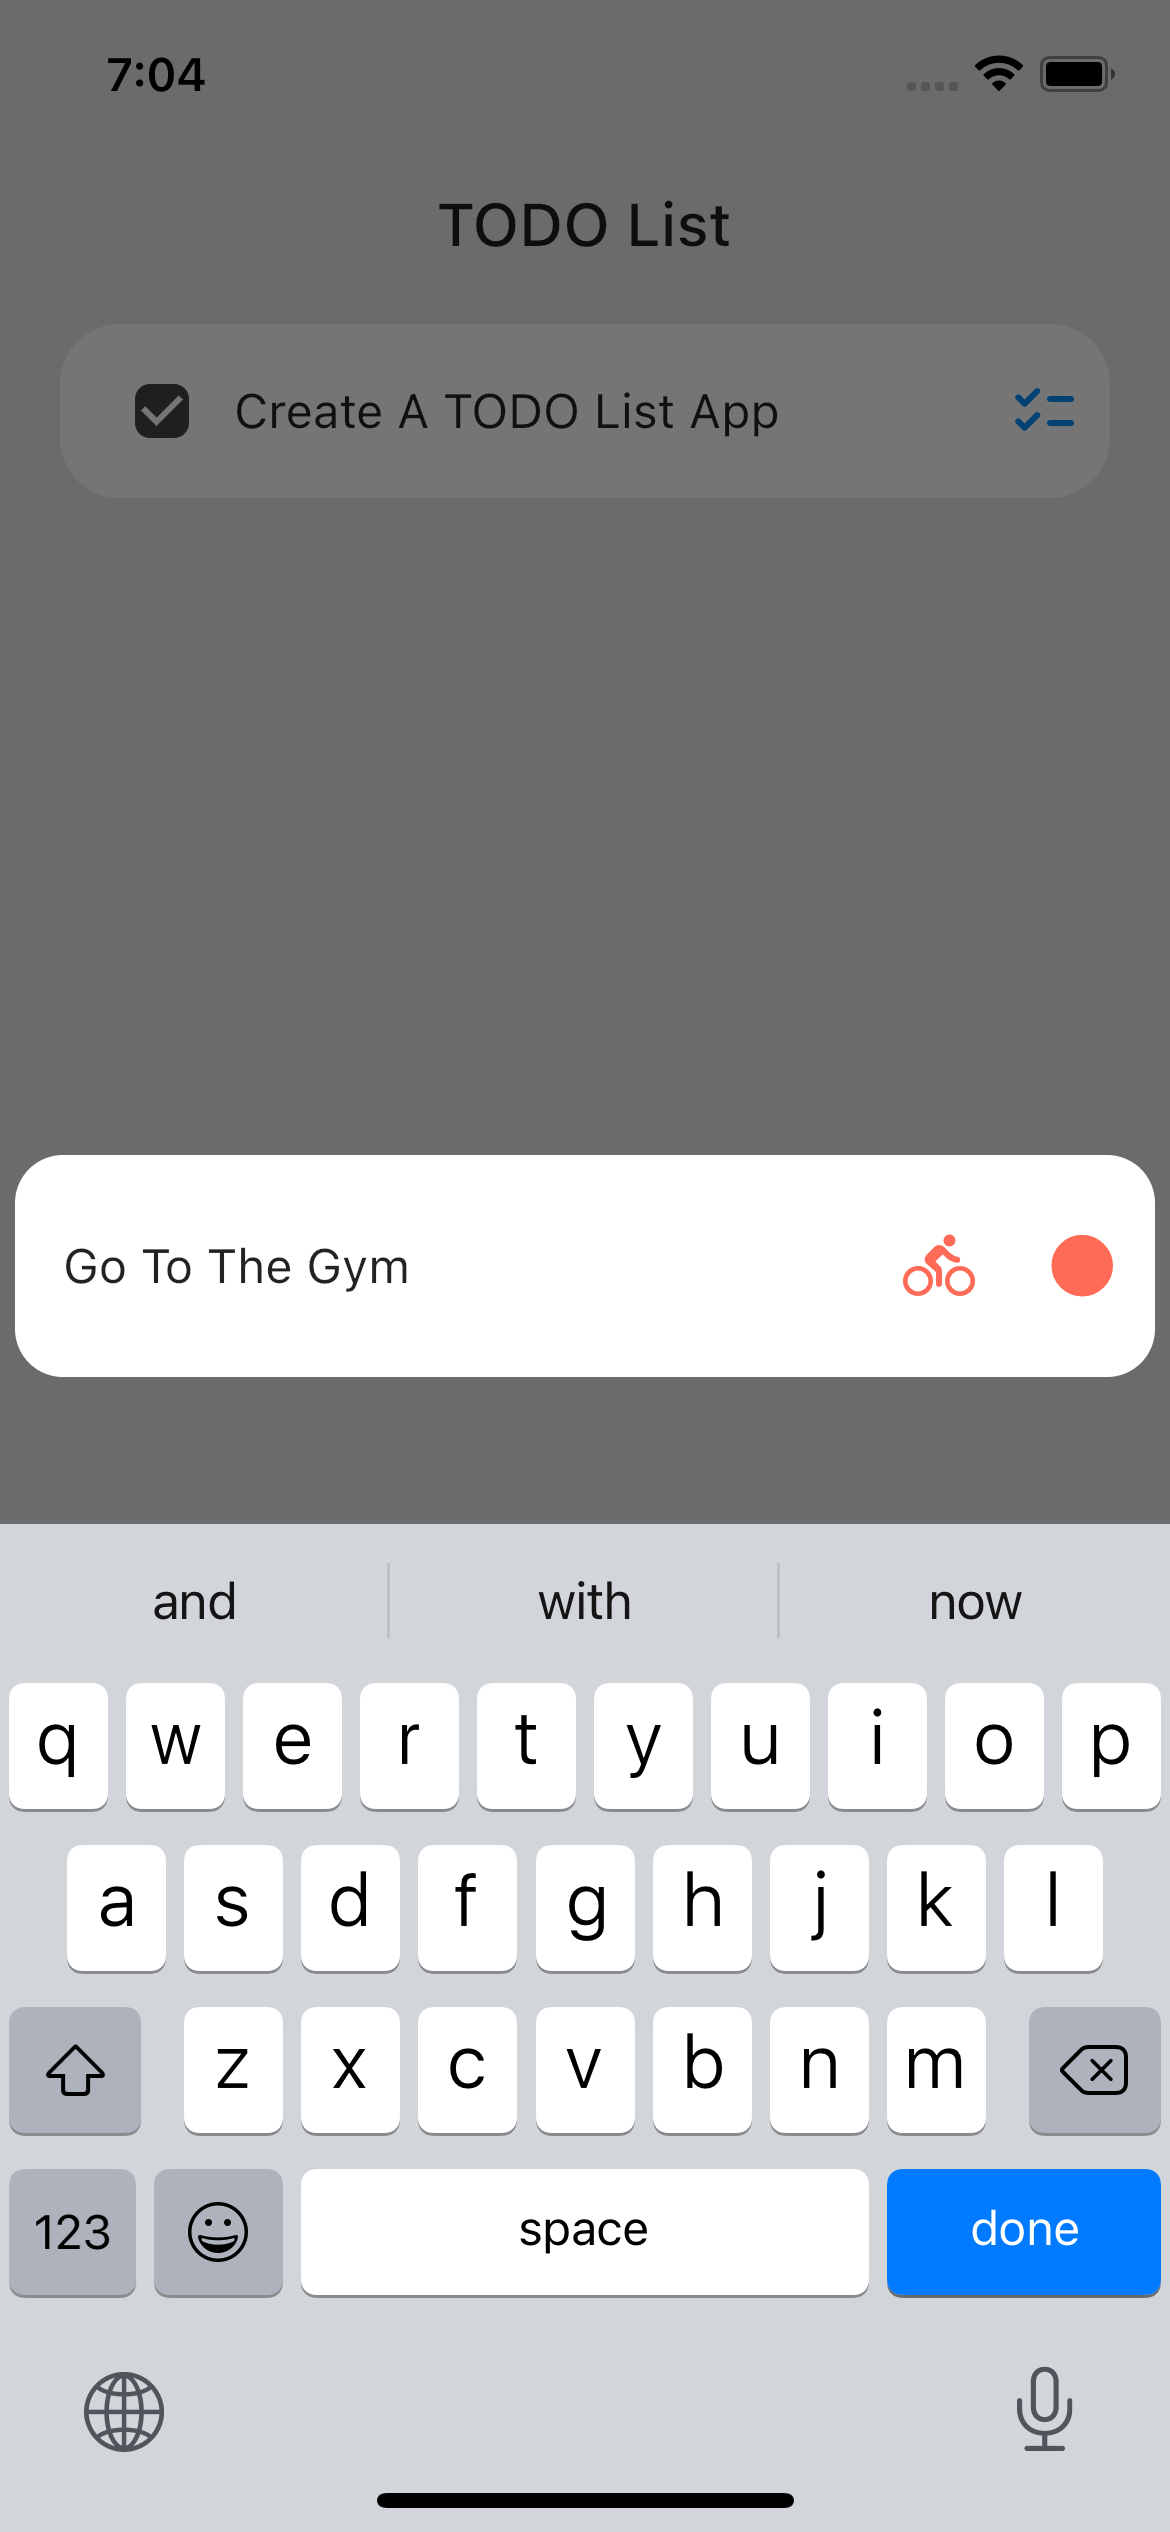 7:04
TODO List
Create A TODO List App
Go To The Gym
and with now
q w e r t y u i o p
a s d f g h j k l
z x c v b n m
123 space done